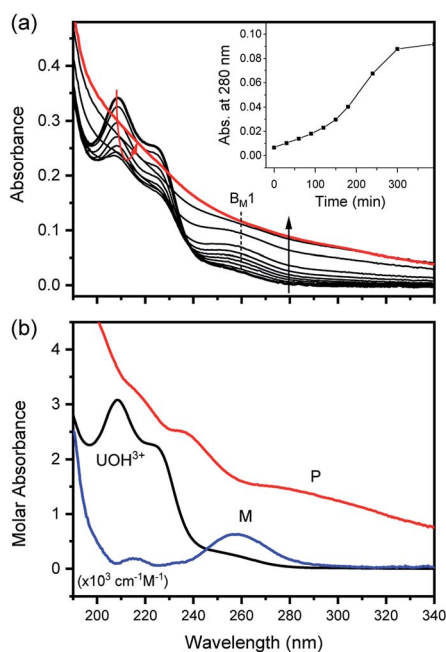 (a)
0.4
0.3
0.2
0.1
0.0
Absorbance
Abs. at 280 nm
0.10
0.08
0.06
0.04
0.02
0.00
0 100 200 300
Time (min)
B_M1
(b)
5
4
3
2
1
0
Molar Absorbance
UOH³⁺
M
P
(x10³ cm⁻¹M⁻¹)
200 220 240 260 280 300 320 340
Wavelength (nm)